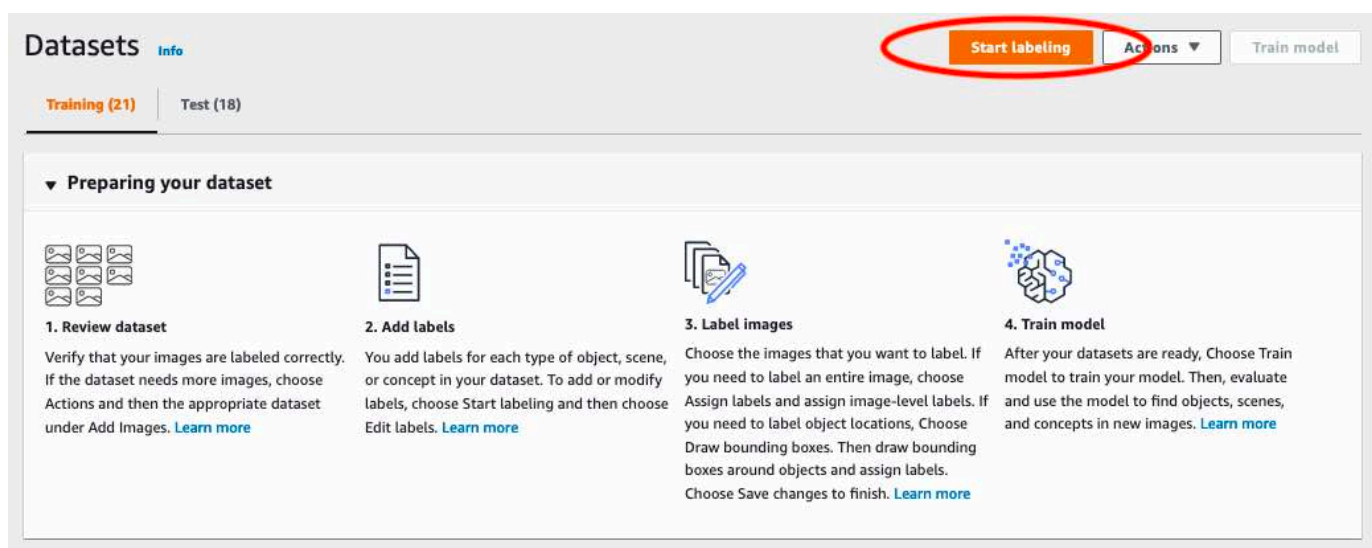 Datasets Info
Start labeling Actions ▼ Train model
Training (21) Test (18)
▼ Preparing your dataset
1. Review dataset
Verify that your images are labeled correctly.
If the dataset needs more images, choose
Actions and then the appropriate dataset
under Add Images. Learn more
2. Add labels
You add labels for each type of object, scene,
or concept in your dataset. To add or modify
labels, choose Start labeling and then choose
Edit labels. Learn more
3. Label images
Choose the images that you want to label. If
you need to label an entire image, choose
Assign labels and assign image-level labels. If
you need to label object locations, Choose
Draw bounding boxes. Then draw bounding
boxes around objects and assign labels.
Choose Save changes to finish. Learn more
4. Train model
After your datasets are ready, Choose Train
model to train your model. Then, evaluate
and use the model to find objects, scenes,
and concepts in new images. Learn more